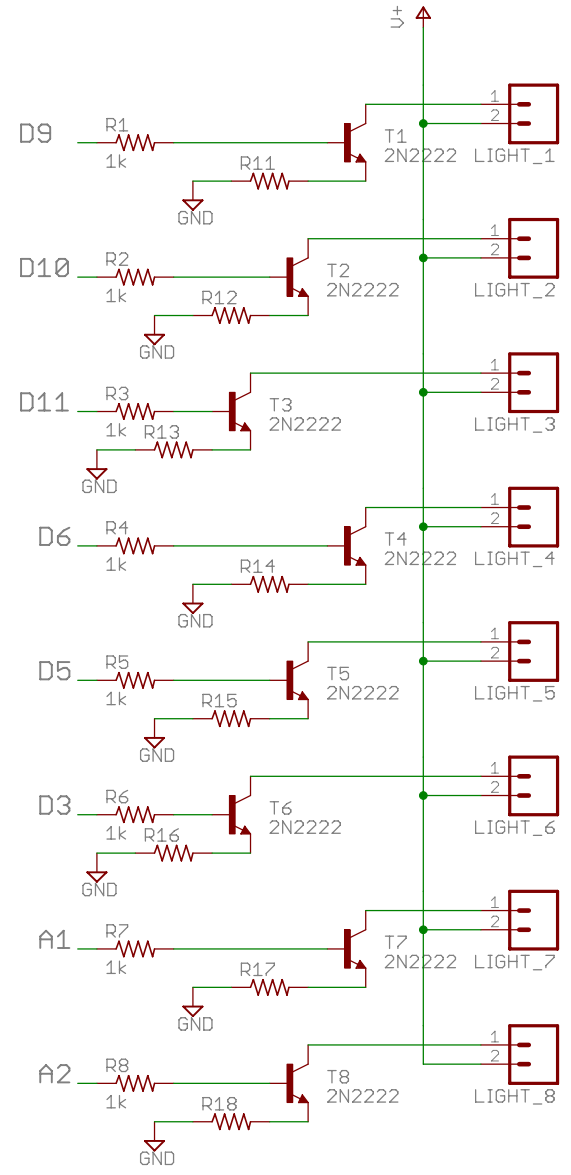 V+
1
2
D9
R1
1k
T1
2N2222
R11
GND
LIGHT_1
1
2
D10
R2
1k
T2
2N2222
R12
GND
LIGHT_2
1
2
D11
R3
1k
T3
2N2222
R13
GND
LIGHT_3
1
2
D6
R4
1k
T4
2N2222
R14
GND
LIGHT_4
1
2
D5
R5
1k
T5
2N2222
R15
GND
LIGHT_5
1
2
D3
R6
1k
T6
2N2222
R16
GND
LIGHT_6
1
2
A1
R7
1k
T7
2N2222
R17
GND
LIGHT_7
1
2
A2
R8
1k
T8
2N2222
R18
GND
LIGHT_8